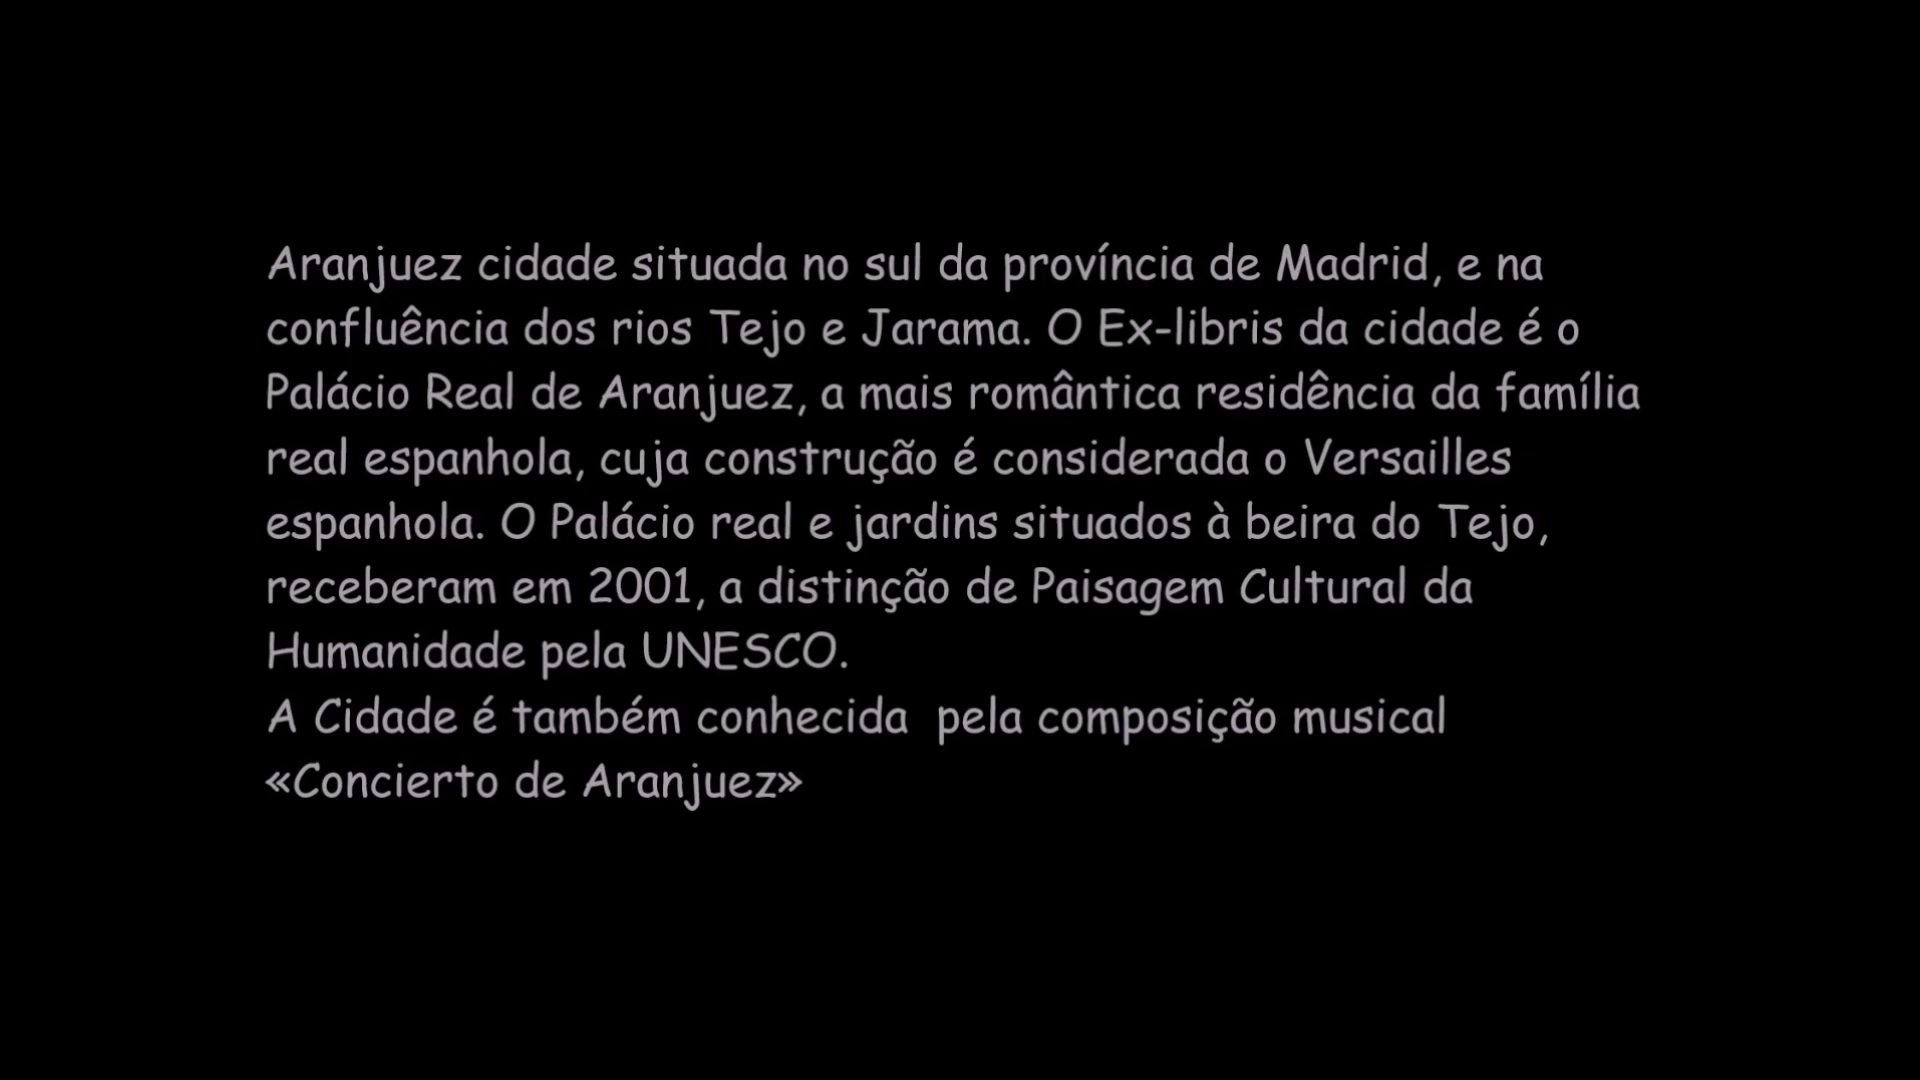 Aranjuez cidade situada no sul da província de Madrid, e na
confluência dos rios Tejo e Jarama. O Ex-libris da cidade é o
Palácio Real de Aranjuez, a mais romântica residência da família
real espanhola, cuja construção é considerada o Versailles
espanhola. O Palácio real e jardins situados à beira do Tejo,
receberam em 2001, a distinção de Paisagem Cultural da
Humanidade pela UNESCO.
A Cidade é também conhecida  pela composição musical
«Concierto de Aranjuez»